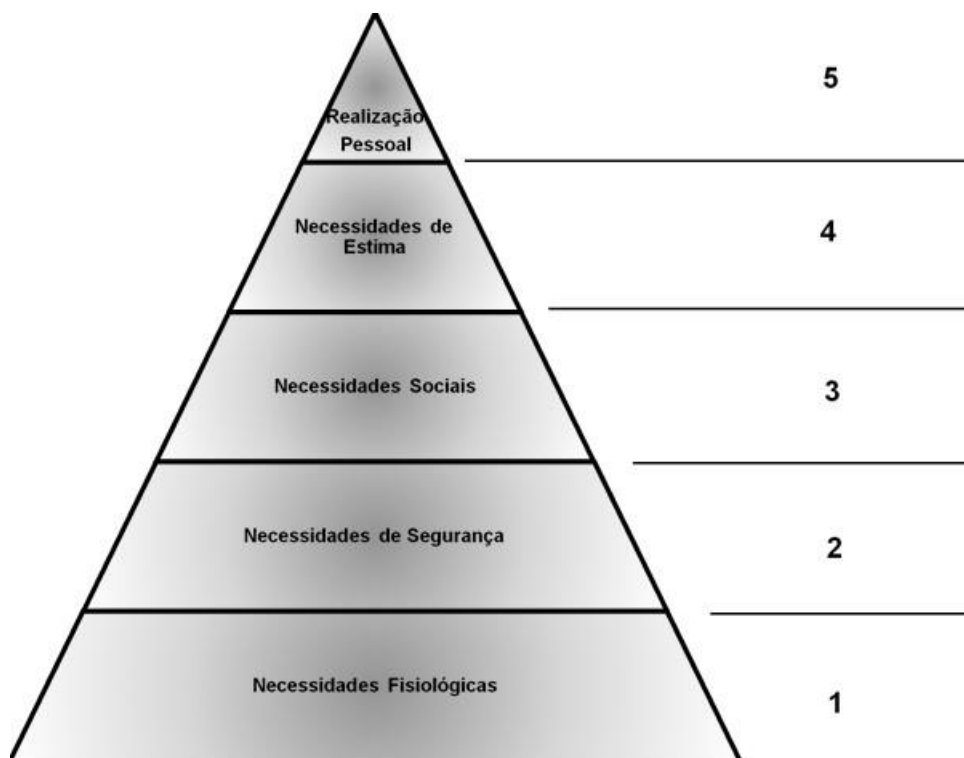 Realização
Pessoal
5
Necessidades de
Estima
4
Necessidades Sociais
3
Necessidades de Segurança
2
Necessidades Fisiológicas
1